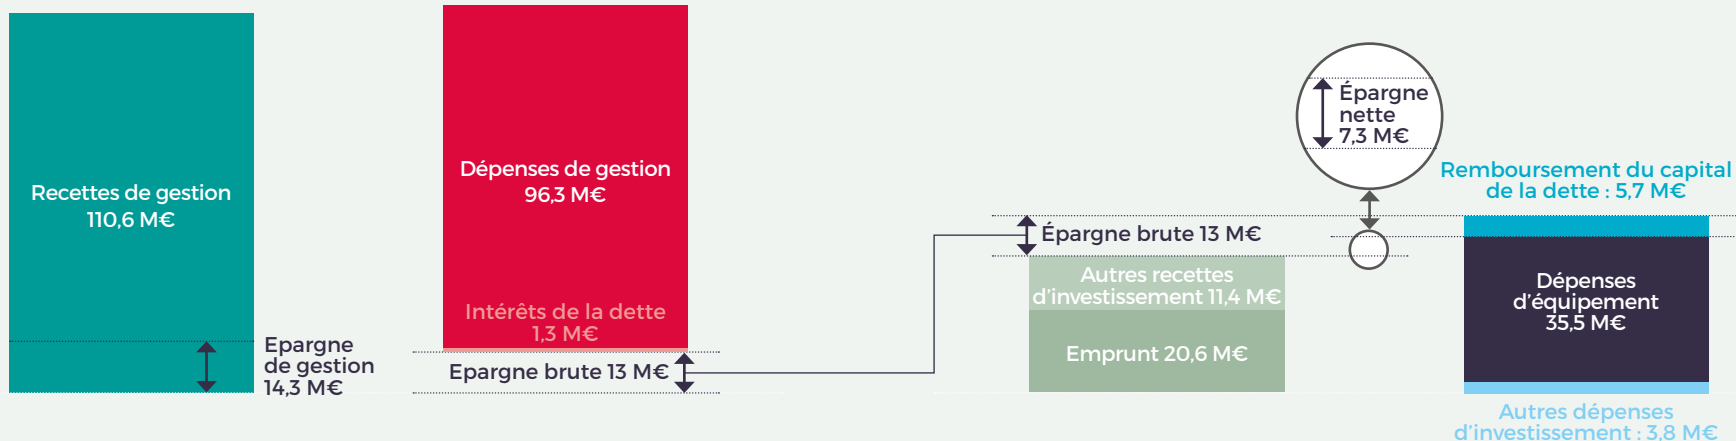 Recettes de gestion
110,6 M€
Epargne
de gestion
14,3 M€
Dépenses de gestion
96,3 M€
Intérêts de la dette
1,3 M€
Epargne brute 13 M€
Épargne brute 13 M€
Autres recettes
d’investissement 11,4 M€
Emprunt 20,6 M€
Épargne
nette
7,3 M€
Remboursement du capital
de la dette : 5,7 M€
Dépenses
d’équipement
35,5 M€
Autres dépenses
d’investissement : 3,8 M€